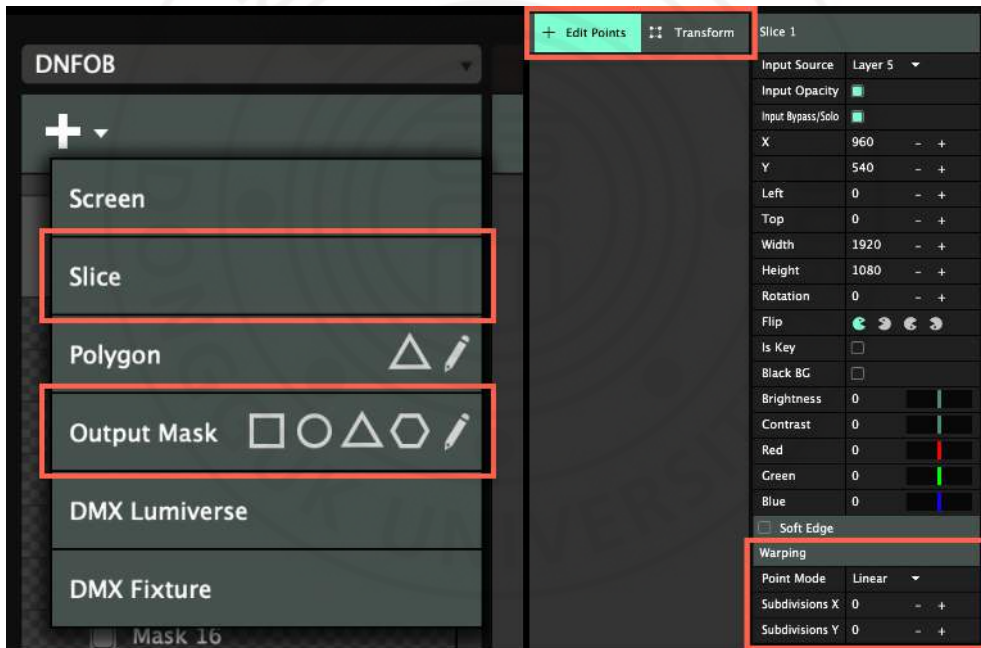 DNFOB
Screen
Slice
Polygon
Output Mask
DMX Lumiverse
DMX Fixture
Mask 16
+ Edit Points Transform
Slice 1
Input Source Layer 5
Input Opacity
Input Bypass/Solo
X 960 - +
Y 540 - +
Left 0 - +
Top 0 - +
Width 1920 - +
Height 1080 - +
Rotation 0 - +
Flip
Is Key
Black BG
Brightness 0
Contrast 0
Red 0
Green 0
Blue 0
Soft Edge
Warping
Point Mode Linear
Subdivisions X 0 - +
Subdivisions Y 0 - +